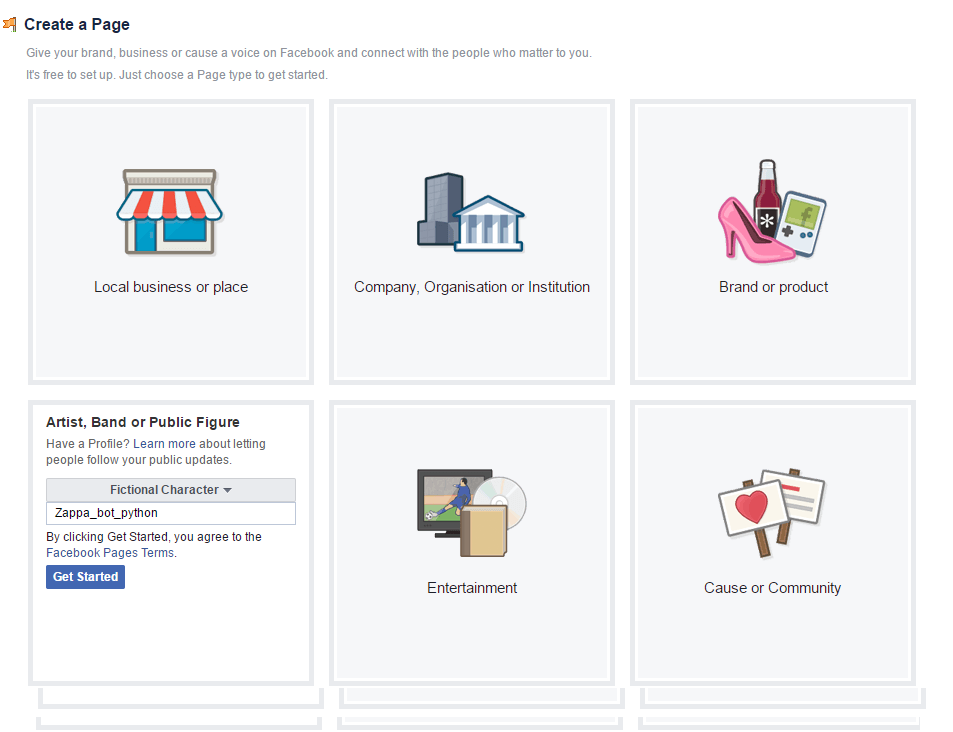 Create a Page
Give your brand, business or cause a voice on Facebook and connect with the people who matter to you.
It's free to set up. Just choose a Page type to get started.
Local business or place
Company, Organisation or Institution
Brand or product
Artist, Band or Public Figure
Have a Profile? Learn more about letting
people follow your public updates.
Fictional Character
Zappa_bot_python
By clicking Get Started, you agree to the
Facebook Pages Terms.
Get Started
Entertainment
Cause or Community